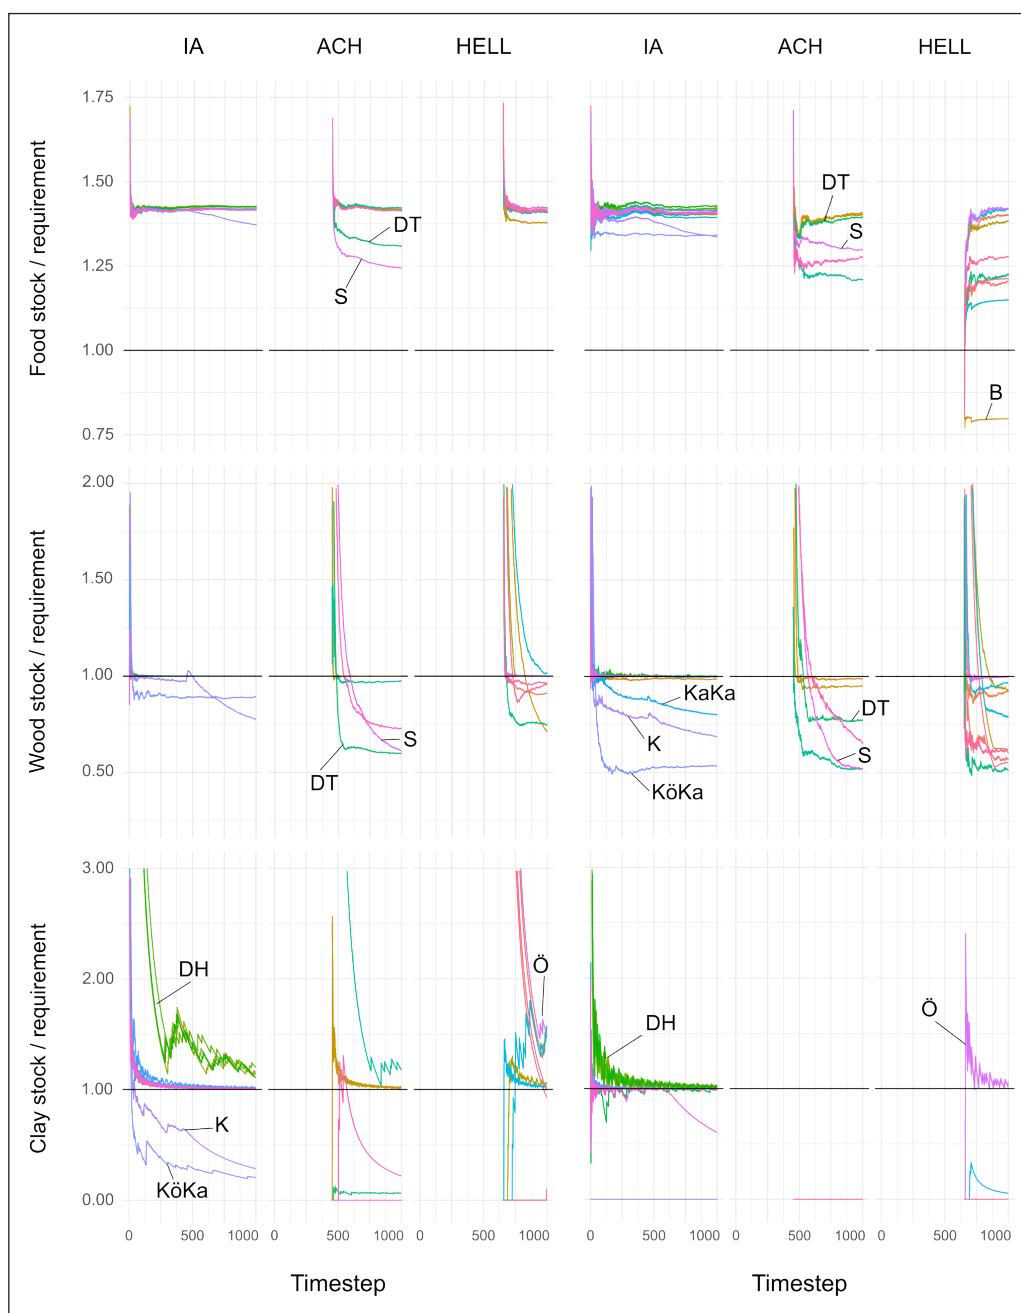 IA ACH HELL IA ACH HELL
Food stock / requirement
1.75
1.50
1.25
1.00
0.75
DT
S
DT
S
B
Wood stock / requirement
2.00
1.50
1.00
0.50
DT
S
KaKa
K
KöKa
DT
S
Clay stock / requirement
3.00
2.00
1.00
0.00
DH
K
KöKa
Ö
DH
Ö
0 500 1000 0 500 1000 0 500 1000 0 500 1000 0 500 1000 0 500 1000
Timestep Timestep